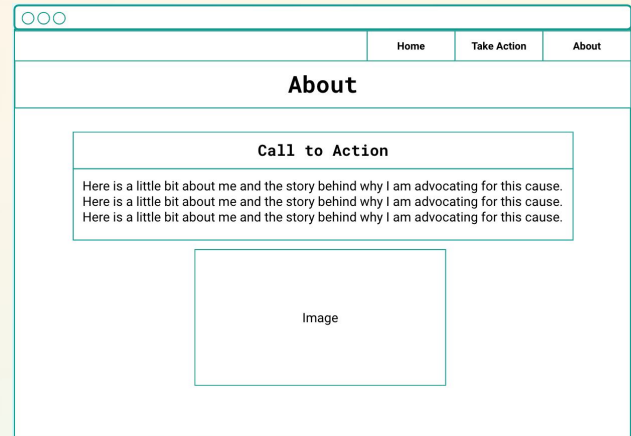 Home
Take Action
About
About
Call to Action
Here is a little bit about me and the story behind why I am advocating for this cause.
Here is a little bit about me and the story behind why I am advocating for this cause.
Here is a little bit about me and the story behind why I am advocating for this cause.
Image